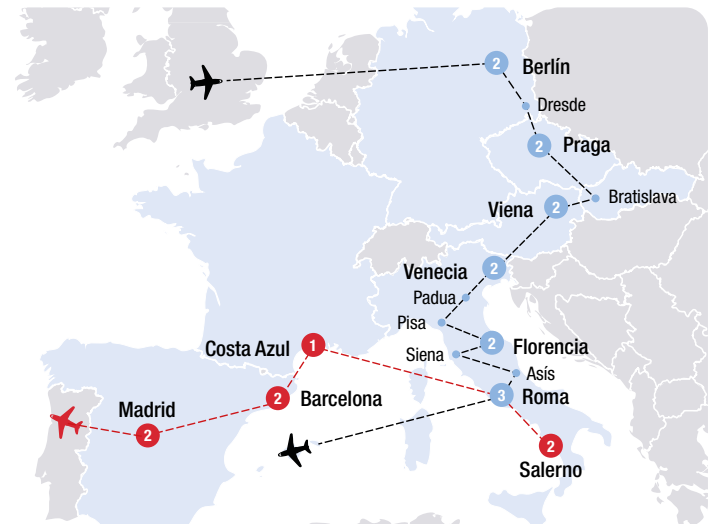 2
Berlín
Dresde
2
Praga
Bratislava
Viena
2
Venecia
2
Padua
Pisa
Costa Azul
1
2
Florencia
Siena
Asís
2
Barcelona
3
Roma
Madrid
2
2
Salerno